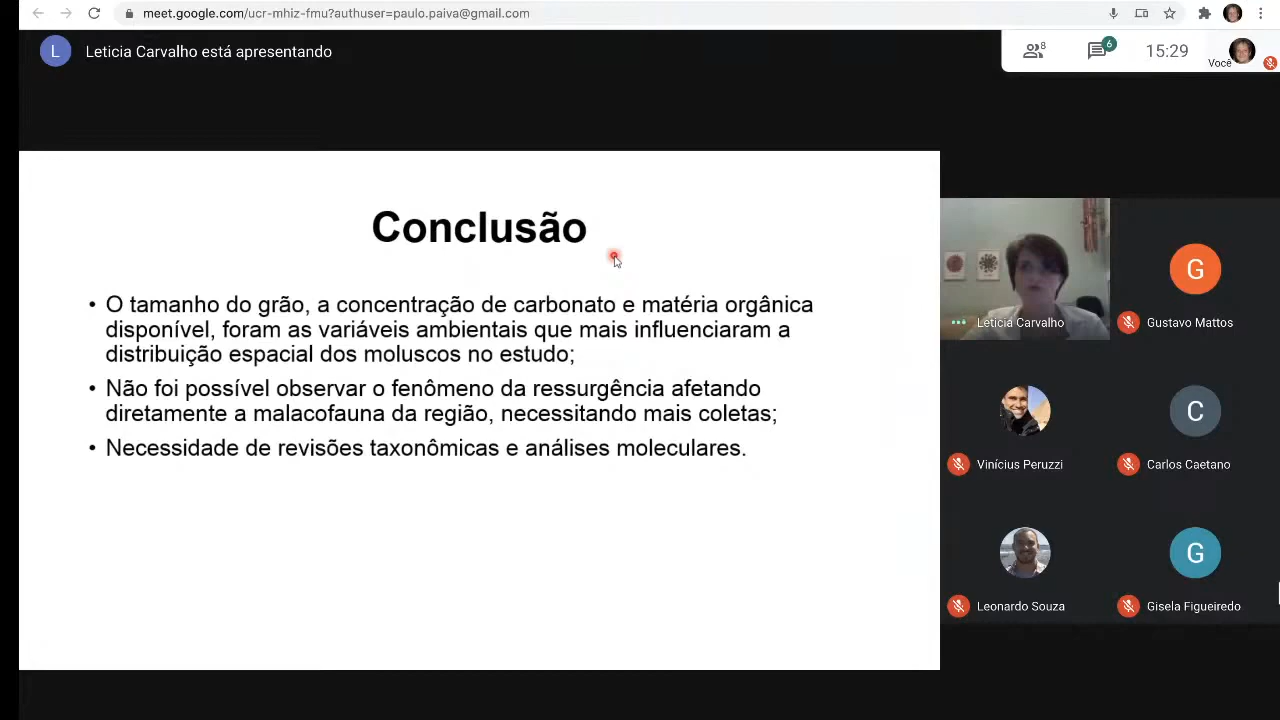 meet.google.com/ucr-mhiz-fmu?authuser=paulo.paiva@gmail.com
L
Leticia Carvalho está apresentando
8
6
15:29
Você
Conclusão
• O tamanho do grão, a concentração de carbonato e matéria orgânica
disponível, foram as variáveis ambientais que mais influenciaram a
distribuição espacial dos moluscos no estudo;
• Não foi possível observar o fenômeno da ressurgência afetando
diretamente a malacofauna da região, necessitando mais coletas;
• Necessidade de revisões taxonômicas e análises moleculares.
Leticia Carvalho
G
Gustavo Mattos
Vinícius Peruzzi
C
Carlos Caetano
Leonardo Souza
G
Gisela Figueiredo